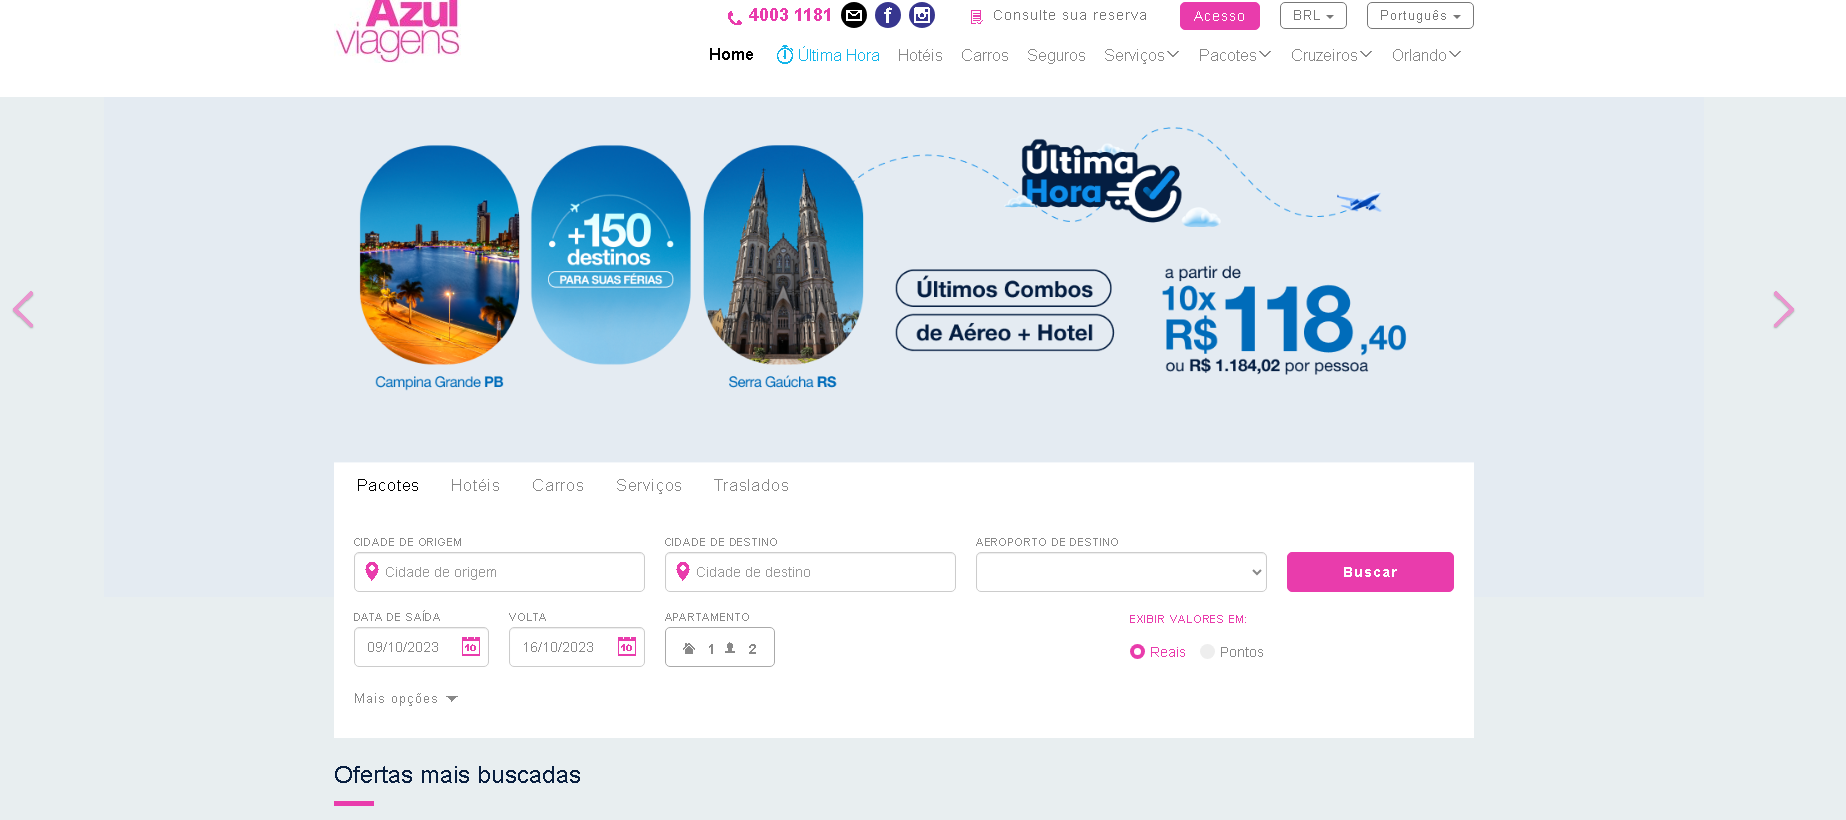 Azul
viagens
4003 1181
Consulte sua reserva
Acesso
BRL
Português
Home
Última Hora
Hotéis
Carros
Seguros
Serviços
Pacotes
Cruzeiros
Orlando
+150
destinos
PARA SUAS FÉRIAS
Campina Grande PB
Serra Gaúcha RS
Última
Hora
Últimos Combos
de Aéreo + Hotel
a partir de
10x
R$ 118,40
ou R$ 1.184,02 por pessoa
Pacotes
Hotéis
Carros
Serviços
Traslados
CIDADE DE ORIGEM
Cidade de origem
CIDADE DE DESTINO
Cidade de destino
AEROPORTO DE DESTINO
Buscar
DATA DE SAÍDA
09/10/2023
10
VOLTA
16/10/2023
10
APARTAMENTO
1 2
EXIBIR VALORES EM:
Reais
Pontos
Mais opções
Ofertas mais buscadas